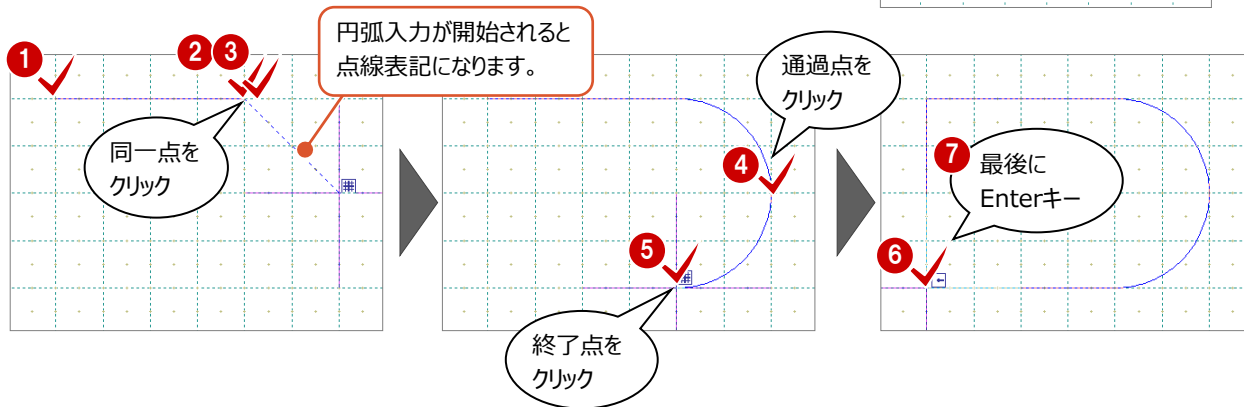 円弧入力が開始されると
点線表記になります。
1
2
3
同一点を
クリック
通過点を
クリック
4
5
終了点を
クリック
7
最後に
Enterキー
6